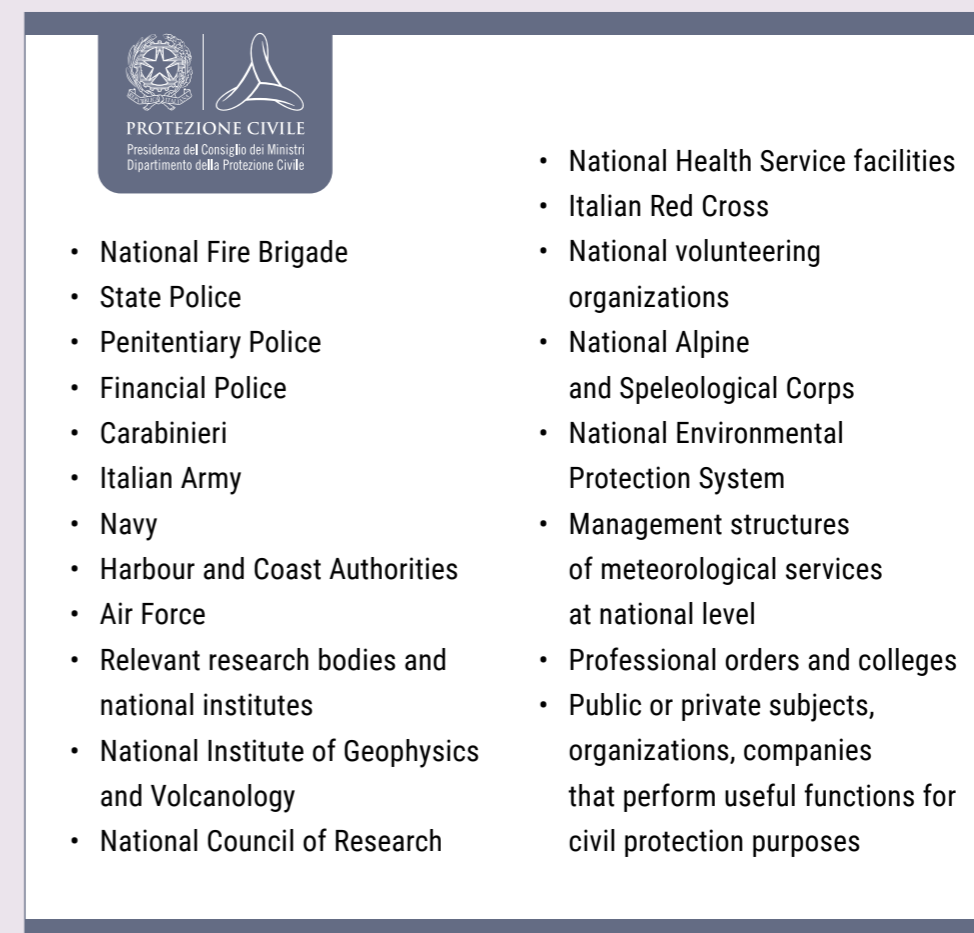 PROTEZIONE CIVILE
Presidenza del Consiglio dei Ministri
Dipartimento della Protezione Civile
• National Fire Brigade
• State Police
• Penitentiary Police
• Financial Police
• Carabinieri
• Italian Army
• Navy
• Harbour and Coast Authorities
• Air Force
• Relevant research bodies and
national institutes
• National Institute of Geophysics
and Volcanology
• National Council of Research
• National Health Service facilities
• Italian Red Cross
• National volunteering
organizations
• National Alpine
and Speleological Corps
• National Environmental
Protection System
• Management structures
of meteorological services
at national level
• Professional orders and colleges
• Public or private subjects,
organizations, companies
that perform useful functions for
civil protection purposes